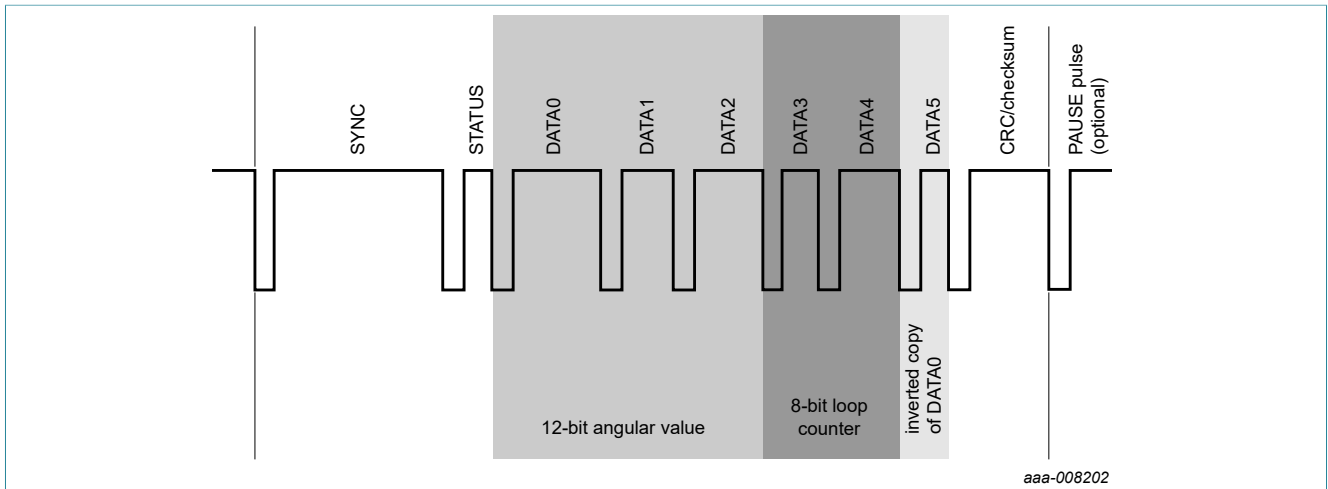 SYNC
STATUS
DATA0
DATA1
DATA2
DATA3
DATA4
DATA5
CRC/checksum
PAUSE pulse
(optional)
12-bit angular value
8-bit loop
counter
inverted copy
of DATA0
aaa-008202